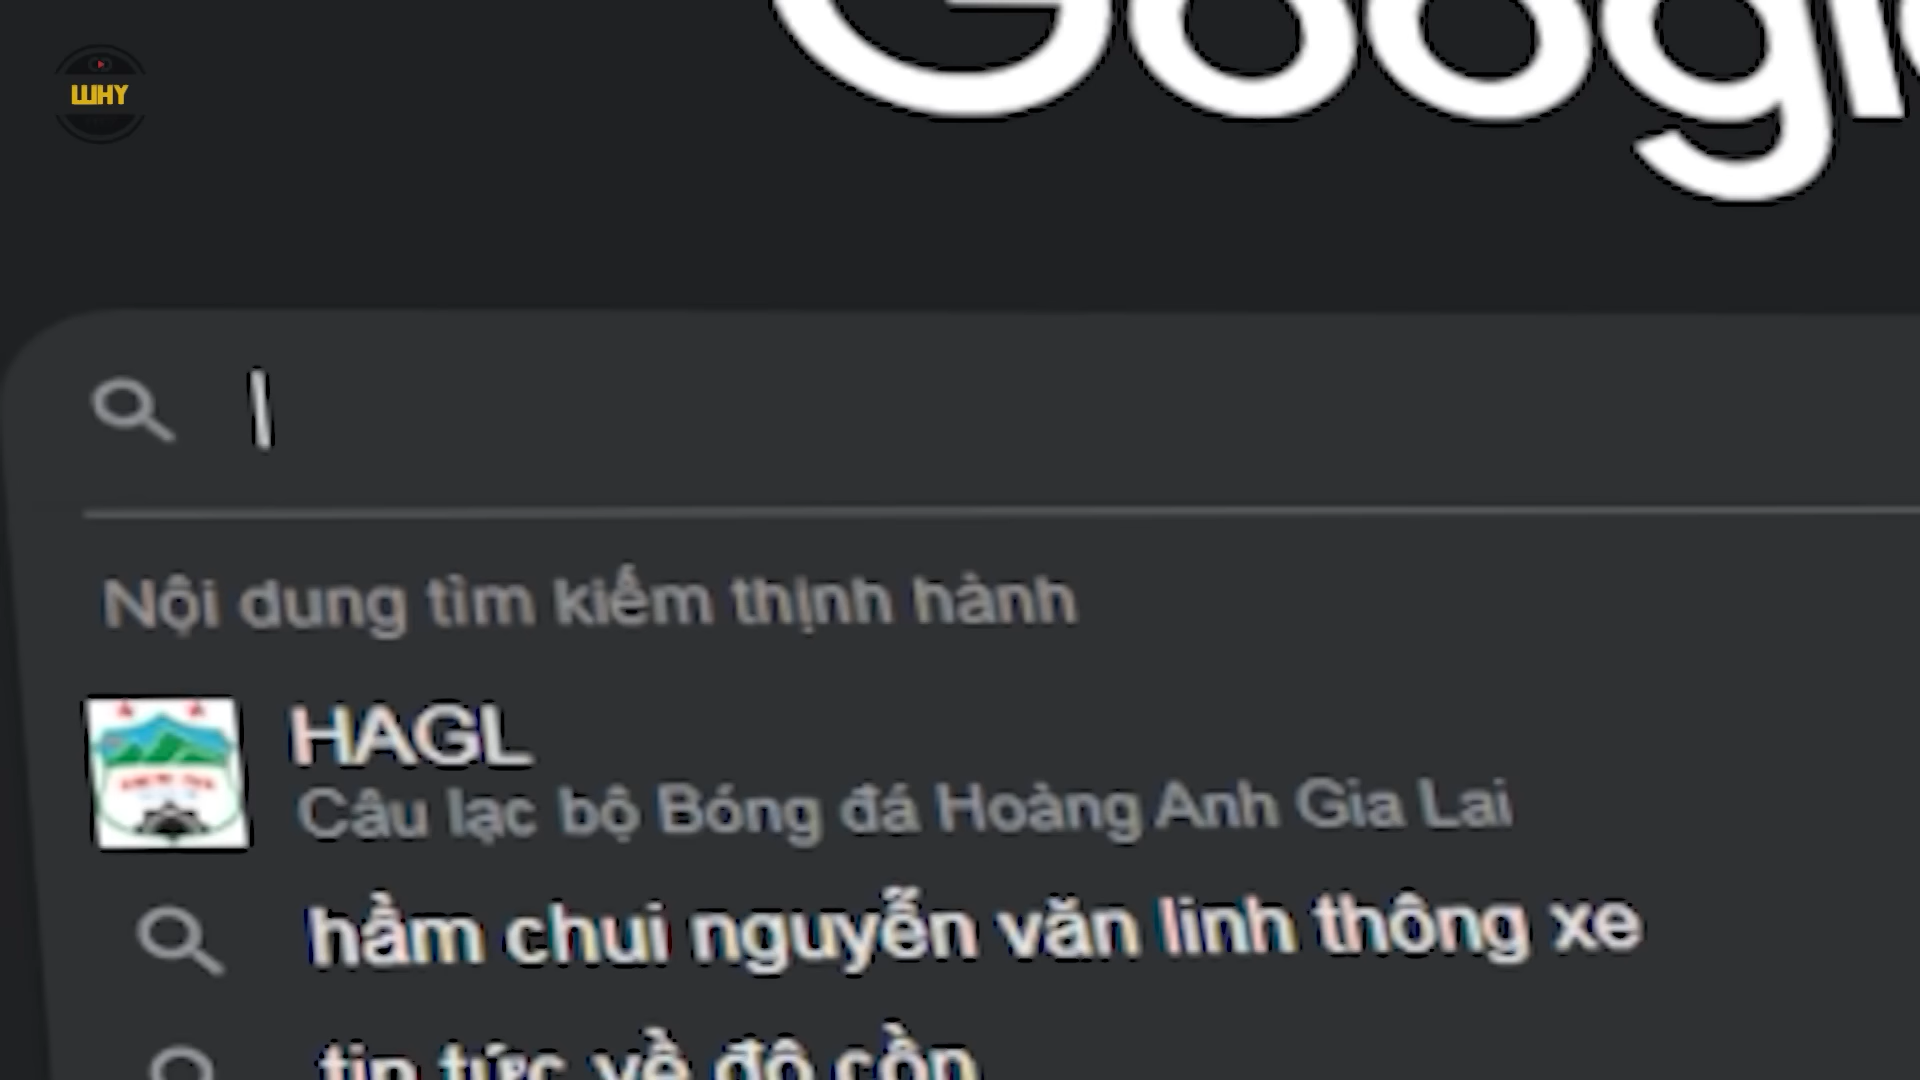 WHY
Google
Nội dung tìm kiếm thịnh hành
HAGL
Câu lạc bộ Bóng đá Hoàng Anh Gia Lai
hầm chui nguyễn văn linh thông xe
tin tức về độ cồn